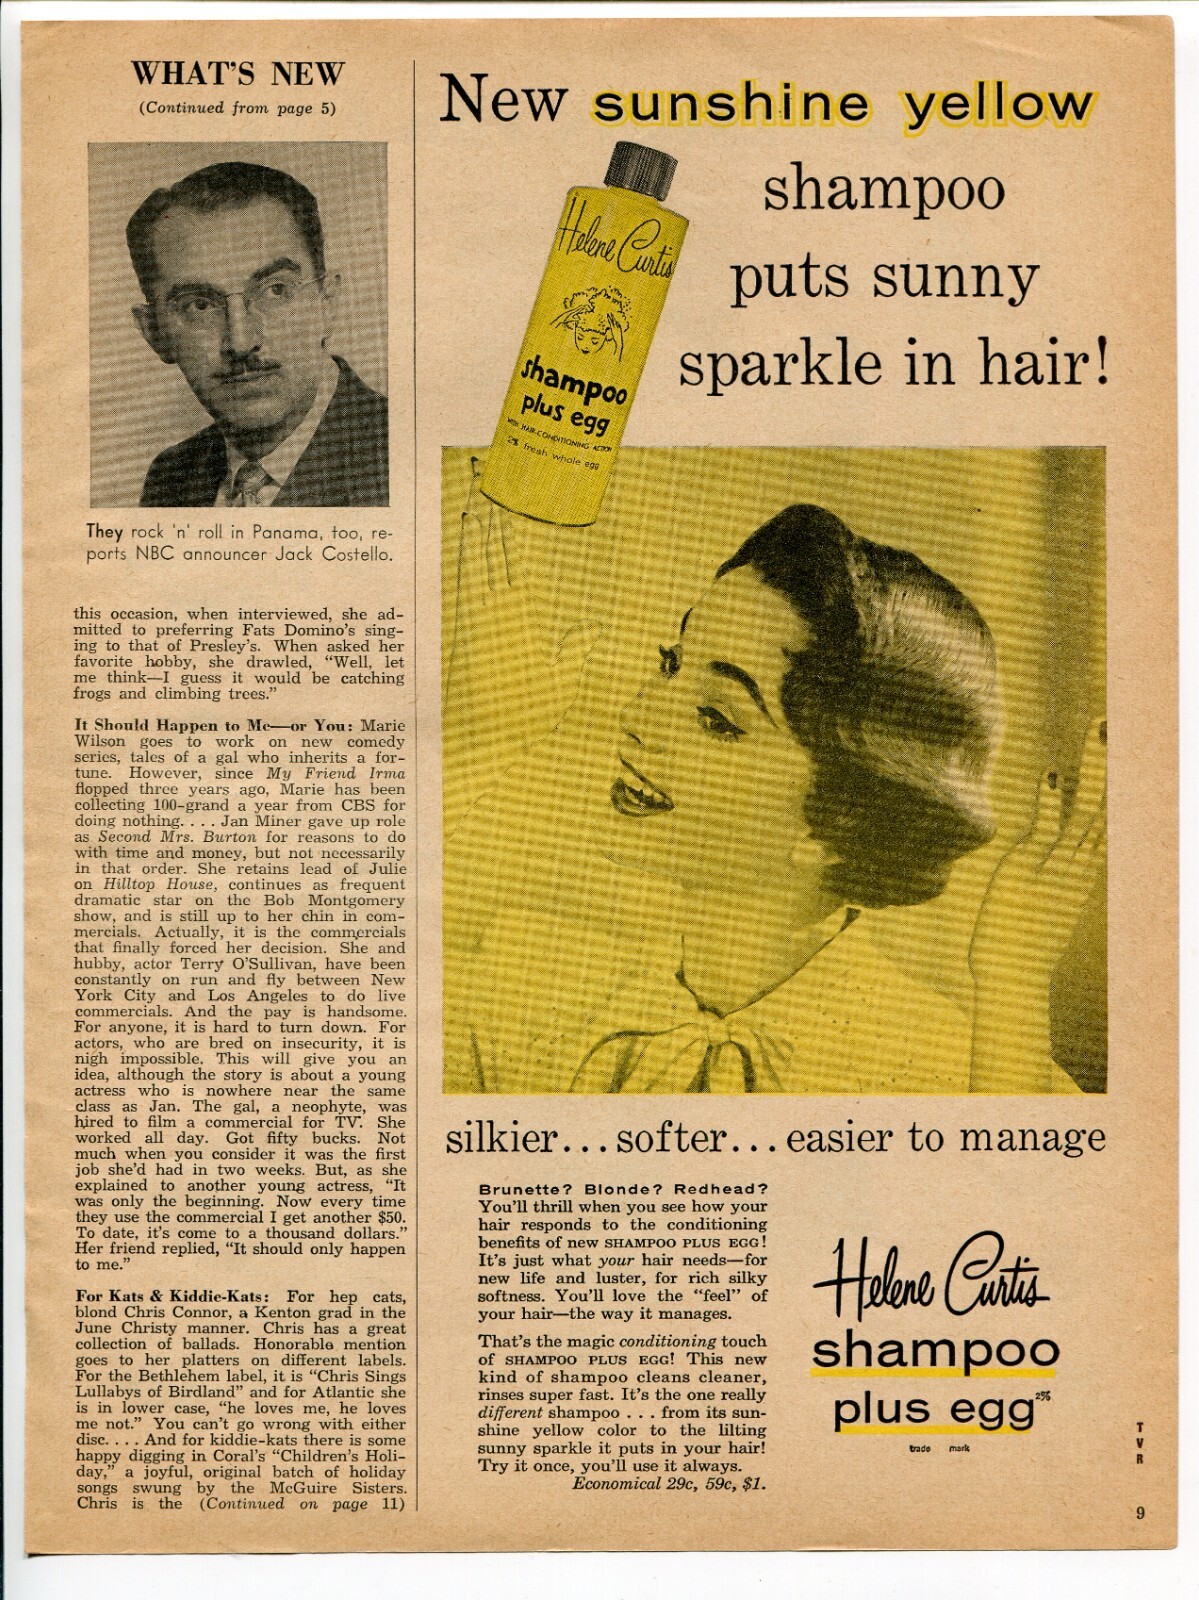 WHAT'S NEW
(Continued from page 5)
They rock 'n' roll in Panama, too, re-
ports NBC announcer Jack Costello.
this occasion, when interviewed, she ad-
mitted to preferring Fats Domino's sing-
ing to that of Presley's. When asked her
favorite hobby, she drawled, "Well, let
me think—I guess it would be catching
frogs and climbing trees."
It Should Happen to Me—or You: Marie
Wilson goes to work on new comedy
series, tales of a gal who inherits a for-
tune. However, since My Friend Irma
flopped three years ago, Marie has been
collecting 100-grand a year from CBS for
doing nothing. . . . Jan Miner gave up role
as Second Mrs. Burton for reasons to do
with time and money, but not necessarily
in that order. She retains lead of Julie
on Hilltop House, continues as frequent
dramatic star on the Bob Montgomery
show, and is still up to her chin in com-
mercials. Actually, it is the commercials
that finally forced her decision. She and
hubby, actor Terry O'Sullivan, have been
constantly on run and fly between New
York City and Los Angeles to do live
commercials. And the pay is handsome.
For anyone, it is hard to turn down. For
actors, who are bred on insecurity, it is
nigh impossible. This will give you an
idea, although the story is about a young
actress who is nowhere near the same
class as Jan. The gal, a neophyte, was
hired to film a commercial for TV. She
worked all day. Got fifty bucks. Not
much when you consider it was the first
job she'd had in two weeks. But, as she
explained to another young actress, "It
was only the beginning. Now every time
they use the commercial I get another $50.
To date, it's come to a thousand dollars."
Her friend replied, "It should only happen
to me."
For Kats & Kiddie-Kats: For hep cats,
blond Chris Connor, a Kenton grad in the
June Christy manner. Chris has a great
collection of ballads. Honorable mention
goes to her platters on different labels.
For the Bethlehem label, it is "Chris Sings
Lullabys of Birdland" and for Atlantic she
is in lower case, "he loves me, he loves
me not." You can't go wrong with either
disc. . . . And for kiddie-kats there is some
happy digging in Coral's "Children's Holi-
day," a joyful, original batch of holiday
songs swung by the McGuire Sisters.
Chris is the (Continued on page 11)
New sunshine yellow
shampoo
puts sunny
sparkle in hair!
Helene Curtis
shampoo
plus egg
WITH HAIR-CONDITIONING ACTION
2% fresh whole egg
silkier... softer... easier to manage
Brunette? Blonde? Redhead?
You'll thrill when you see how your
hair responds to the conditioning
benefits of new SHAMPOO PLUS EGG!
It's just what your hair needs—for
new life and luster, for rich silky
softness. You'll love the "feel" of
your hair—the way it manages.
That's the magic conditioning touch
of SHAMPOO PLUS EGG! This new
kind of shampoo cleans cleaner,
rinses super fast. It's the one really
different shampoo . . . from its sun-
shine yellow color to the lilting
sunny sparkle it puts in your hair!
Try it once, you'll use it always.
Economical 29c, 59c, $1.
Helene Curtis
shampoo
plus egg 2%
trade mark
T
V
R
9